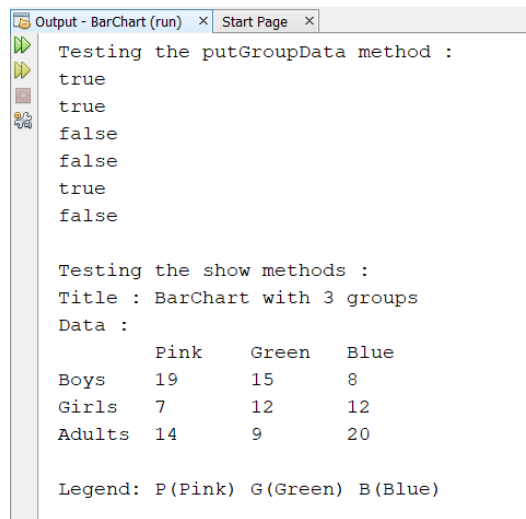 Output - BarChart (run) × Start Page ×
Testing the putGroupData method :
true
true
false
false
true
false
Testing the show methods :
Title : BarChart with 3 groups
Data :
Pink Green Blue
Boys 19 15 8
Girls 7 12 12
Adults 14 9 20
Legend: P(Pink) G(Green) B(Blue)